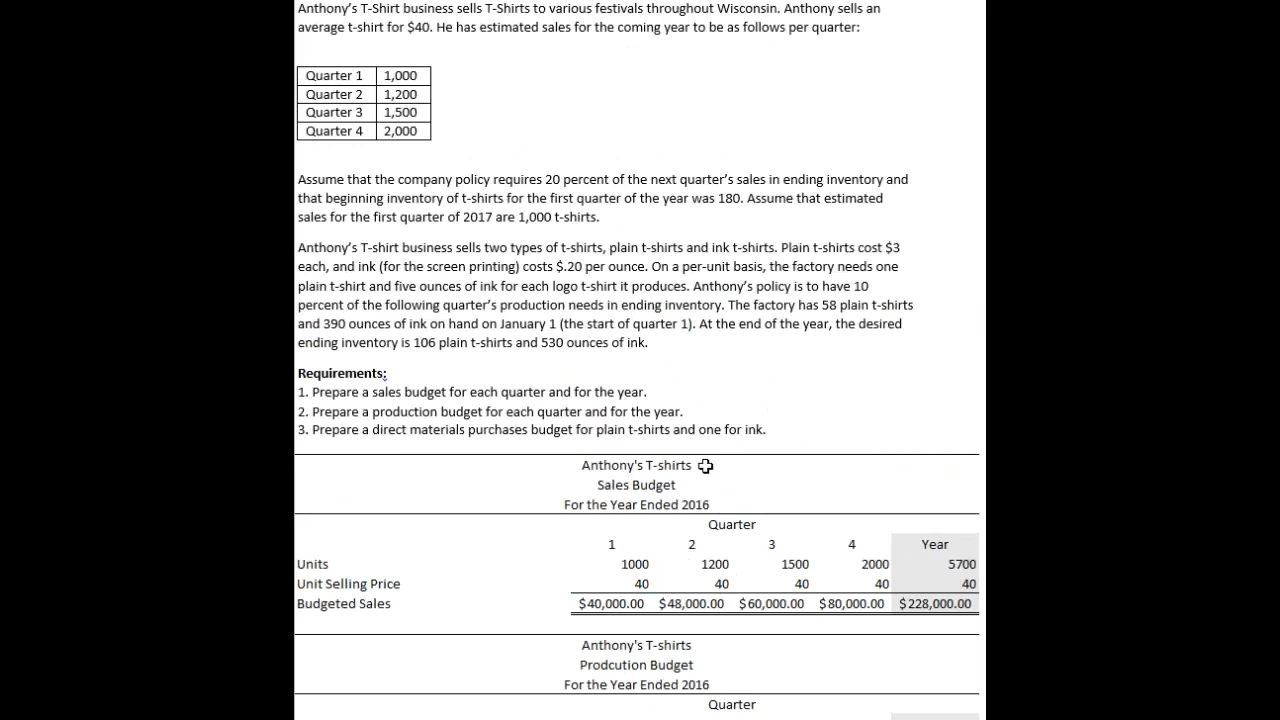 Anthony's T-Shirt business sells T-Shirts to various festivals throughout Wisconsin. Anthony sells an
average t-shirt for $40. He has estimated sales for the coming year to be as follows per quarter:
Quarter 1 1,000
Quarter 2 1,200
Quarter 3 1,500
Quarter 4 2,000
Assume that the company policy requires 20 percent of the next quarter's sales in ending inventory and
that beginning inventory of t-shirts for the first quarter of the year was 180. Assume that estimated
sales for the first quarter of 2017 are 1,000 t-shirts.
Anthony's T-shirt business sells two types of t-shirts, plain t-shirts and ink t-shirts. Plain t-shirts cost $3
each, and ink (for the screen printing) costs $.20 per ounce. On a per-unit basis, the factory needs one
plain t-shirt and five ounces of ink for each logo t-shirt it produces. Anthony's policy is to have 10
percent of the following quarter's production needs in ending inventory. The factory has 58 plain t-shirts
and 390 ounces of ink on hand on January 1 (the start of quarter 1). At the end of the year, the desired
ending inventory is 106 plain t-shirts and 530 ounces of ink.
Requirements:
1. Prepare a sales budget for each quarter and for the year.
2. Prepare a production budget for each quarter and for the year.
3. Prepare a direct materials purchases budget for plain t-shirts and one for ink.
Anthony's T-shirts
Sales Budget
For the Year Ended 2016
Quarter
1 2 3 4 Year
Units 1000 1200 1500 2000 5700
Unit Selling Price 40 40 40 40 40
Budgeted Sales $40,000.00 $48,000.00 $60,000.00 $80,000.00 $228,000.00
Anthony's T-shirts
Prodcution Budget
For the Year Ended 2016
Quarter